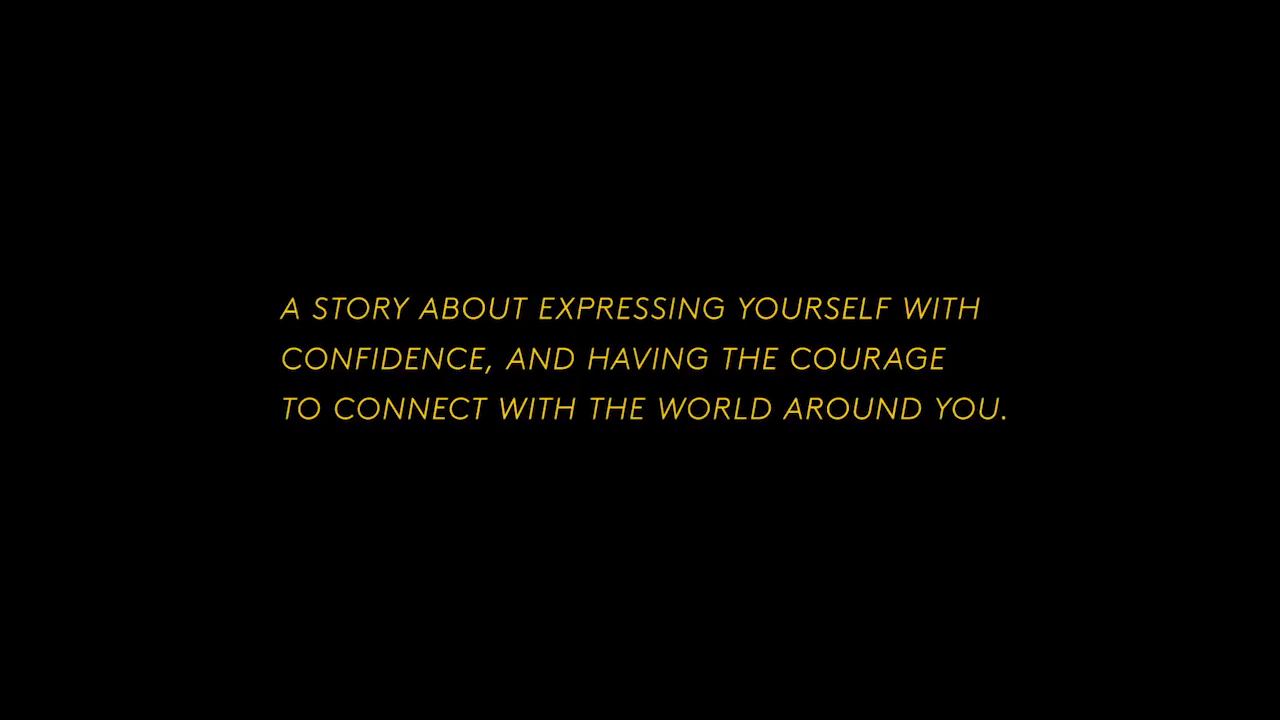 A STORY ABOUT EXPRESSING YOURSELF WITH
CONFIDENCE, AND HAVING THE COURAGE
TO CONNECT WITH THE WORLD AROUND YOU.